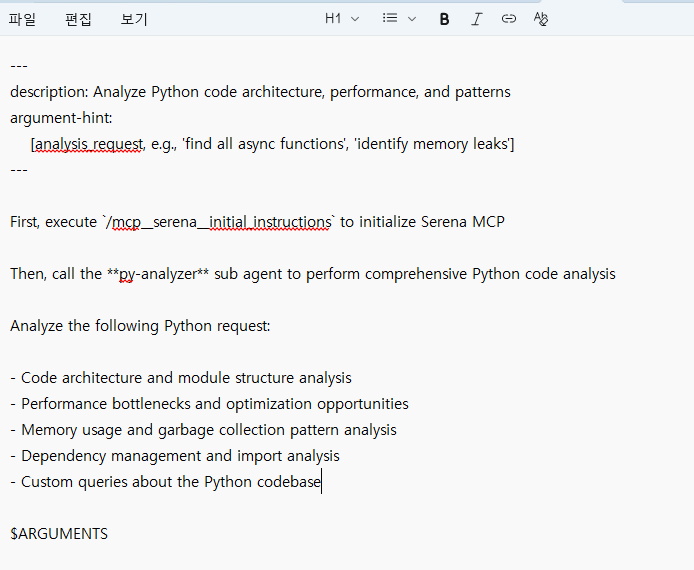 파일 편집 보기 H1 B I
---
description: Analyze Python code architecture, performance, and patterns
argument-hint:
[analysis_request, e.g., 'find all async functions', 'identify memory leaks']
---
First, execute `/mcp__serena__initial_instructions` to initialize Serena MCP
Then, call the **py-analyzer** sub agent to perform comprehensive Python code analysis
Analyze the following Python request:
- Code architecture and module structure analysis
- Performance bottlenecks and optimization opportunities
- Memory usage and garbage collection pattern analysis
- Dependency management and import analysis
- Custom queries about the Python codebase
$ARGUMENTS